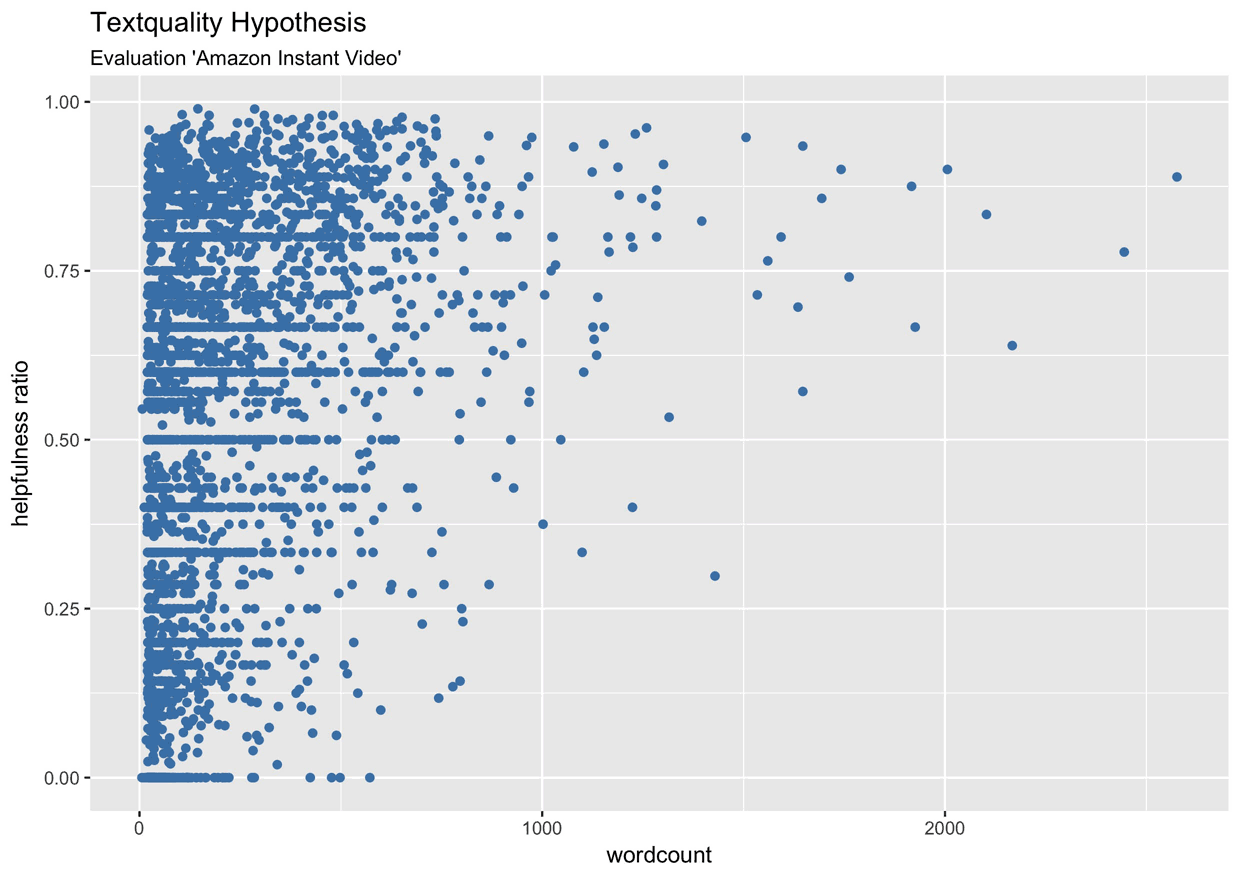 Textquality Hypothesis
Evaluation 'Amazon Instant Video'
1.00
0.75
0.50
0.25
0.00
helpfulness ratio
0
1000
2000
wordcount